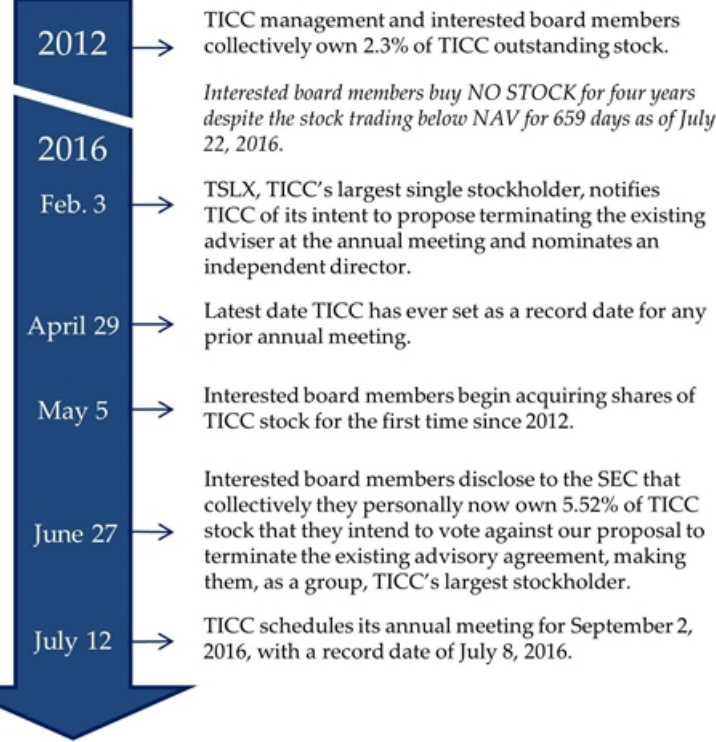 2012
TICC management and interested board members
collectively own 2.3% of TICC outstanding stock.
Interested board members buy NO STOCK for four years
despite the stock trading below NAV for 659 days as of July
22, 2016.
2016
Feb. 3
TSLX, TICC’s largest single stockholder, notifies
TICC of its intent to propose terminating the existing
adviser at the annual meeting and nominates an
independent director.
April 29
Latest date TICC has ever set as a record date for any
prior annual meeting.
May 5
Interested board members begin acquiring shares of
TICC stock for the first time since 2012.
June 27
Interested board members disclose to the SEC that
collectively they personally now own 5.52% of TICC
stock that they intend to vote against our proposal to
terminate the existing advisory agreement, making
them, as a group, TICC’s largest stockholder.
July 12
TICC schedules its annual meeting for September 2,
2016, with a record date of July 8, 2016.